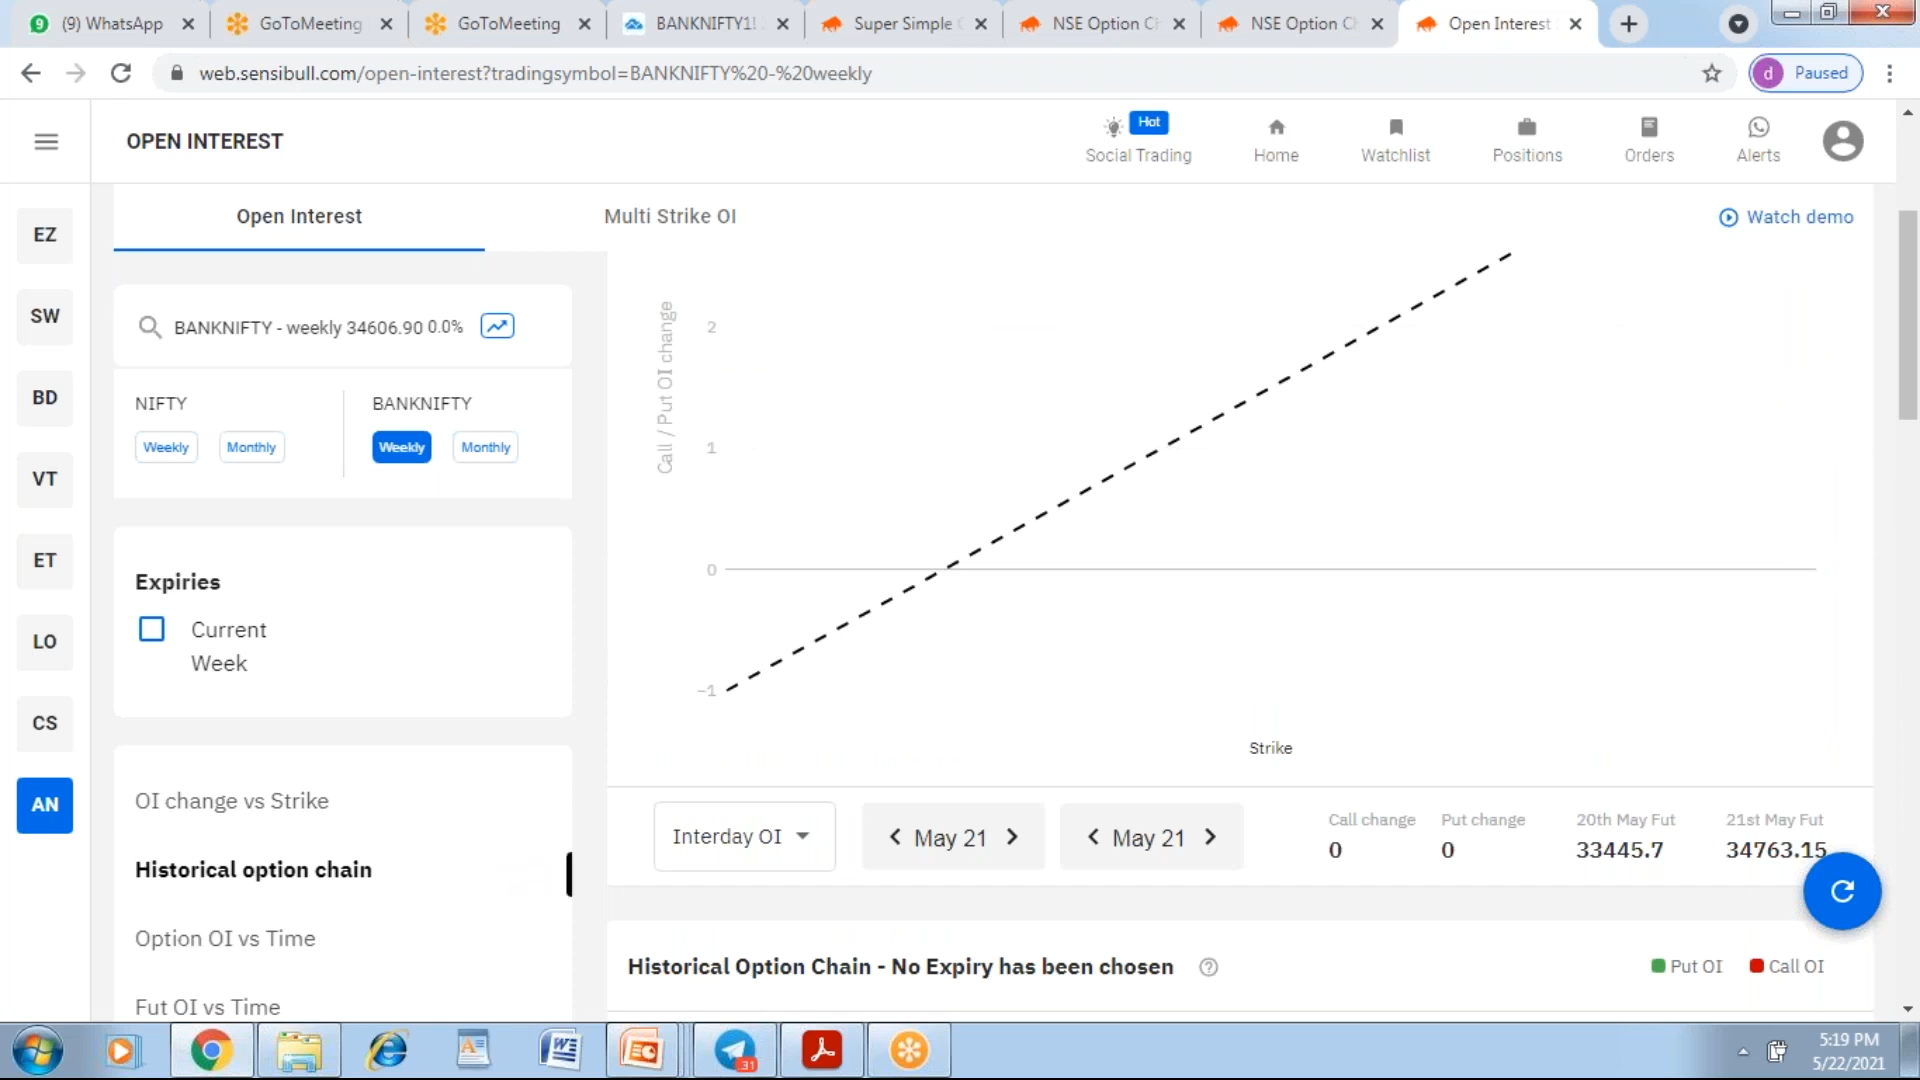 9
(9) WhatsApp
GoToMeeting
GoToMeeting
BANKNIFTY1
Super Simple
NSE Option C
NSE Option C
Open Interest
web.sensibull.com/open-interest?tradingsymbol=BANKNIFTY%20-%20weekly
d
Paused
OPEN INTEREST
Hot
Social Trading
Home
Watchlist
Positions
Orders
Alerts
Open Interest
Multi Strike OI
Watch demo
EZ
SW
BD
VT
ET
LO
CS
AN
BANKNIFTY - weekly 34606.90 0.0%
NIFTY
BANKNIFTY
Weekly
Monthly
Weekly
Monthly
Expiries
Current
Week
OI change vs Strike
Historical option chain
Option OI vs Time
Fut OI vs Time
Call / Put OI change
2
1
0
−1
Strike
Interday OI
May 21
May 21
Call change
0
Put change
0
20th May Fut
33445.7
21st May Fut
34763.15
Historical Option Chain - No Expiry has been chosen
?
Put OI
Call OI
31
5:19 PM
5/22/2021